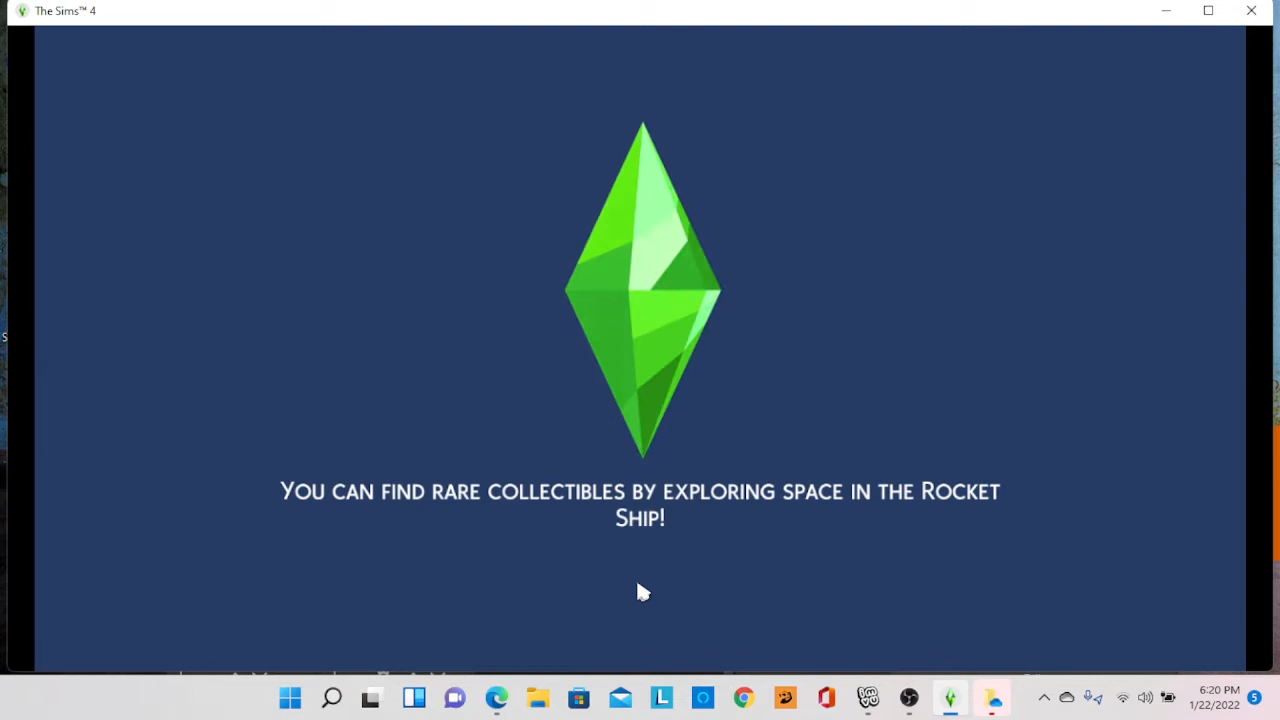 The Sims™ 4
You can find rare collectibles by exploring space in the Rocket
Ship!
6:20 PM
1/22/2022
5